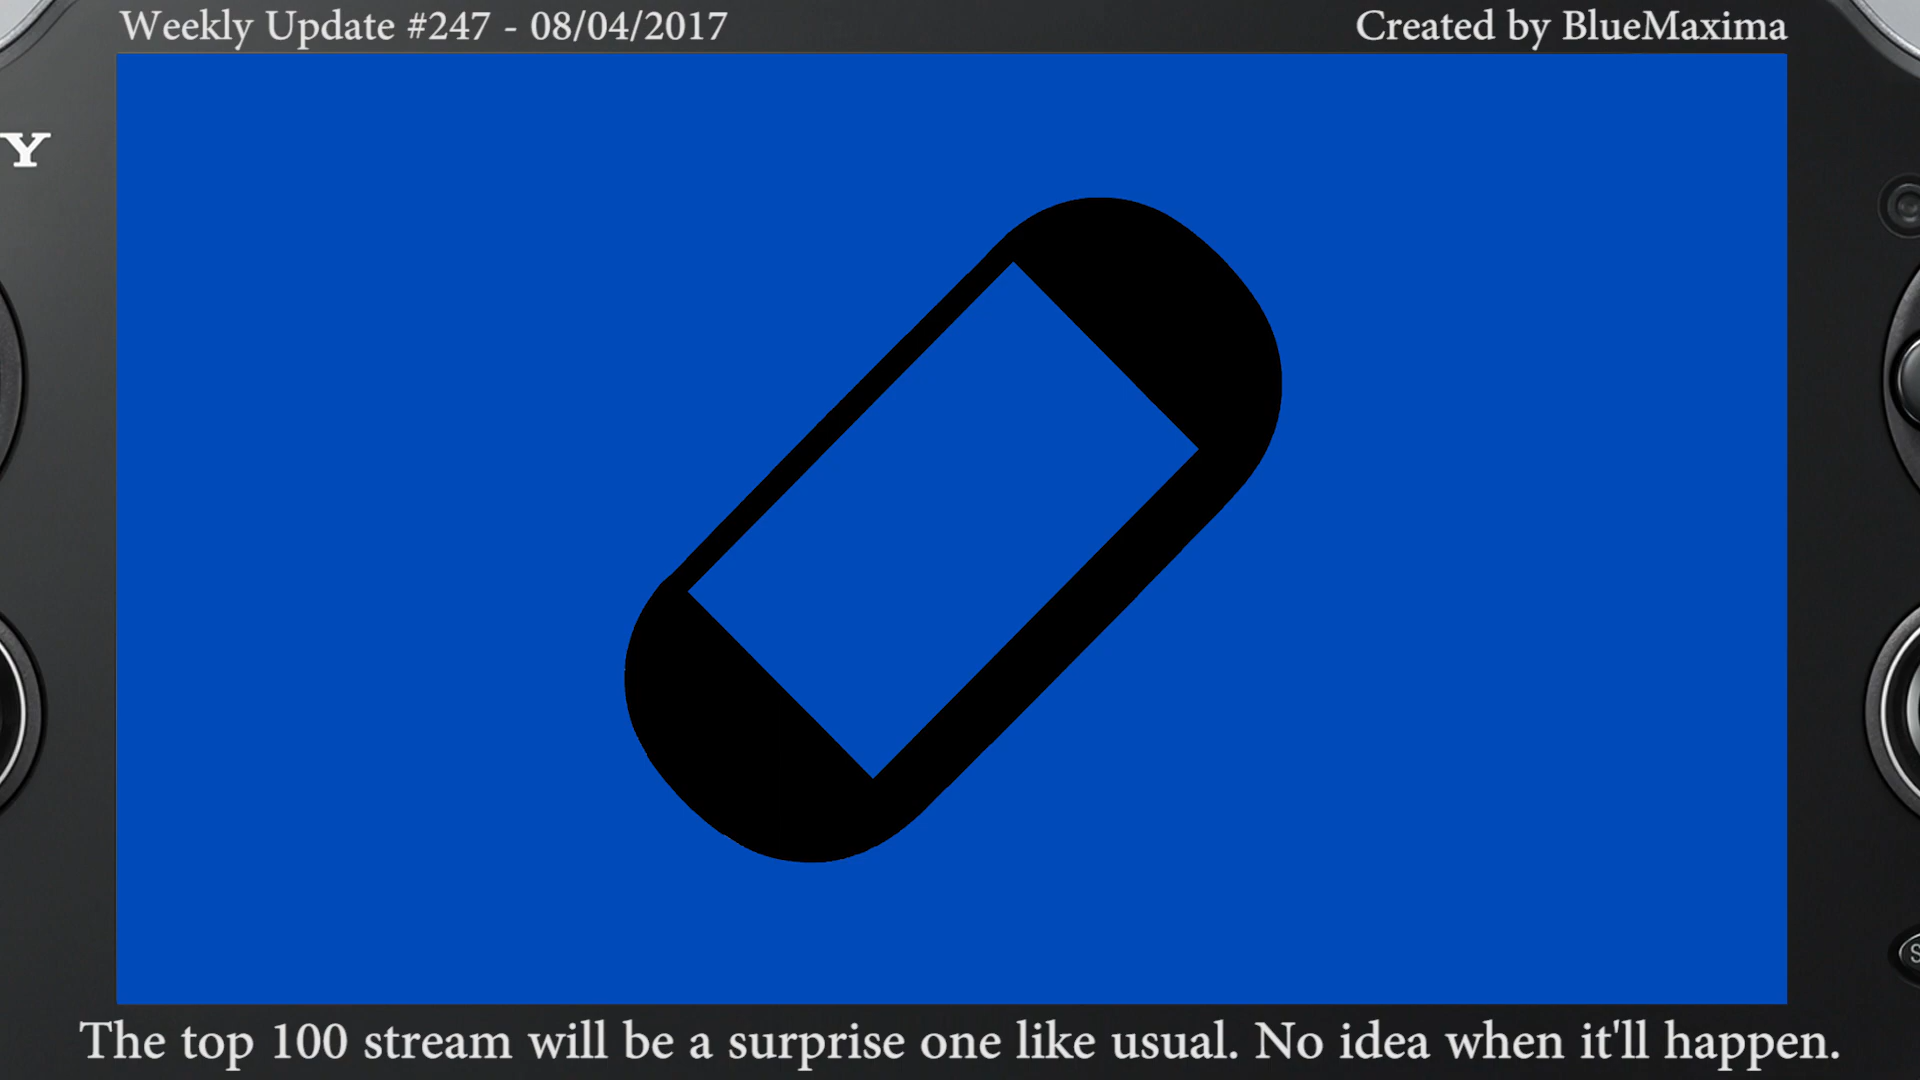 Weekly Update #247 - 08/04/2017
Created by BlueMaxima
Y
S
The top 100 stream will be a surprise one like usual. No idea when it'll happen.